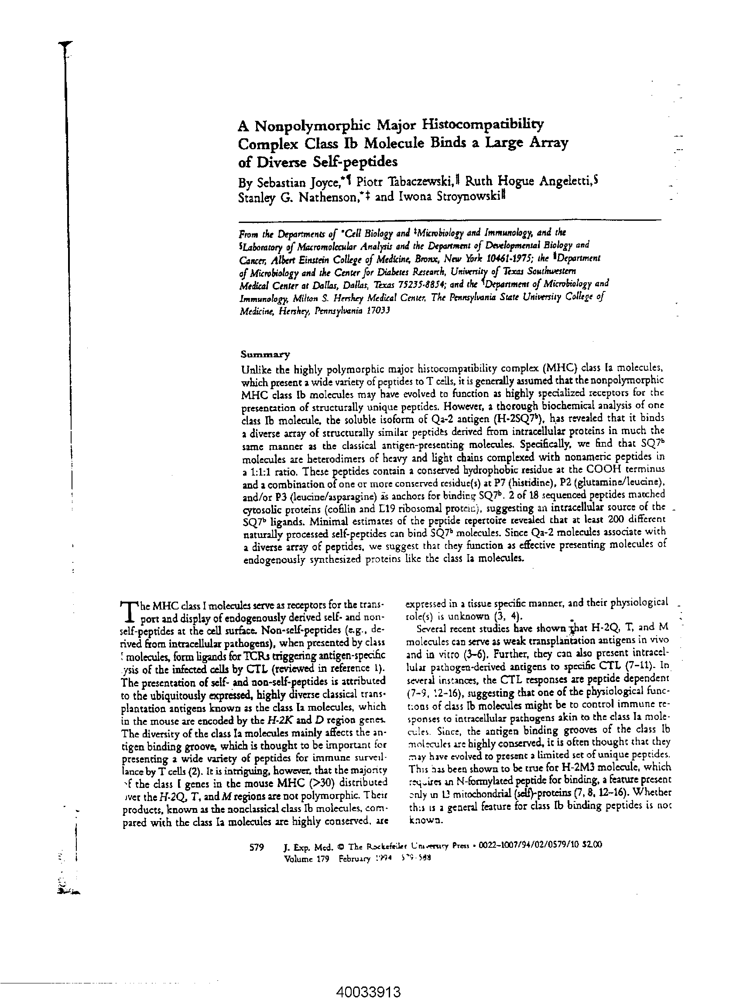 A Nonpolymorphic Major Histocompatibility
Complex Class Ib Molecule Binds a Large Array
of Diverse Self-peptides
By Sebastian Joyce,*¶ Piotr Tabaczewski,‖ Ruth Hogue Angeletti,§
Stanley G. Nathenson,*‡ and Iwona Stroynowski‖
From the Departments of *Cell Biology and ‡Microbiology and Immunology, and the
§Laboratory of Macromolecular Analysis and the Department of Developmental Biology and
Cancer, Albert Einstein College of Medicine, Bronx, New York 10461-1975; the ‖Department
of Microbiology and the Center for Diabetes Research, University of Texas Southwestern
Medical Center at Dallas, Dallas, Texas 75235-8854; and the ¶Department of Microbiology and
Immunology, Milton S. Hershey Medical Center, The Pennsylvania State University College of
Medicine, Hershey, Pennsylvania 17033
Summary
Unlike the highly polymorphic major histocompatibility complex (MHC) class Ia molecules,
which present a wide variety of peptides to T cells, it is generally assumed that the nonpolymorphic
MHC class Ib molecules may have evolved to function as highly specialized receptors for the
presentation of structurally unique peptides. However, a thorough biochemical analysis of one
class Ib molecule, the soluble isoform of Qa-2 antigen (H-2SQ7ᵇ), has revealed that it binds
a diverse array of structurally similar peptides derived from intracellular proteins in much the
same manner as the classical antigen-presenting molecules. Specifically, we find that SQ7ᵇ
molecules are heterodimers of heavy and light chains complexed with nonameric peptides in
a 1:1:1 ratio. These peptides contain a conserved hydrophobic residue at the COOH terminus
and a combination of one or more conserved residue(s) at P7 (histidine), P2 (glutamine/leucine),
and/or P3 (leucine/asparagine) as anchors for binding SQ7ᵇ. 2 of 18 sequenced peptides matched
cytosolic proteins (cofilin and L19 ribosomal protein), suggesting an intracellular source of the
SQ7ᵇ ligands. Minimal estimates of the peptide repertoire revealed that at least 200 different
naturally processed self-peptides can bind SQ7ᵇ molecules. Since Qa-2 molecules associate with
a diverse array of peptides, we suggest that they function as effective presenting molecules of
endogenously synthesized proteins like the class Ia molecules.
The MHC class I molecules serve as receptors for the trans-
port and display of endogenously derived self- and non-
self-peptides at the cell surface. Non-self-peptides (e.g., de-
rived from intracellular pathogens), when presented by class
I molecules, form ligands for TCRs triggering antigen-specific
ysis of the infected cells by CTL (reviewed in reference 1).
The presentation of self- and non-self-peptides is attributed
to the ubiquitously expressed, highly diverse classical trans-
plantation antigens known as the class Ia molecules, which
in the mouse are encoded by the H-2K and D region genes.
The diversity of the class Ia molecules mainly affects the an-
tigen binding groove, which is thought to be important for
presenting a wide variety of peptides for immune surveil-
lance by T cells (2). It is intriguing, however, that the majority
of the class I genes in the mouse MHC (>30) distributed
over the H-2Q, T, and M regions are not polymorphic. Their
products, known as the nonclassical class Ib molecules, com-
pared with the class Ia molecules are highly conserved, are
expressed in a tissue specific manner, and their physiological
role(s) is unknown (3, 4).
Several recent studies have shown that H-2Q, T, and M
molecules can serve as weak transplantation antigens in vivo
and in vitro (3–6). Further, they can also present intracel-
lular pathogen-derived antigens to specific CTL (7–11). In
several instances, the CTL responses are peptide dependent
(7–9, 12–16), suggesting that one of the physiological func-
tions of class Ib molecules might be to control immune re-
sponses to intracellular pathogens akin to the class Ia mole-
cules. Since, the antigen binding grooves of the class Ib
molecules are highly conserved, it is often thought that they
may have evolved to present a limited set of unique peptides.
This has been shown to be true for H-2M3 molecule, which
requires an N-formylated peptide for binding, a feature present
only in 13 mitochondrial (self)-proteins (7, 8, 12–16). Whether
this is a general feature for class Ib binding peptides is not
known.
579 J. Exp. Med. © The Rockefeller University Press • 0022-1007/94/02/0579/10 $2.00
Volume 179 February 1994 579-588
40033913